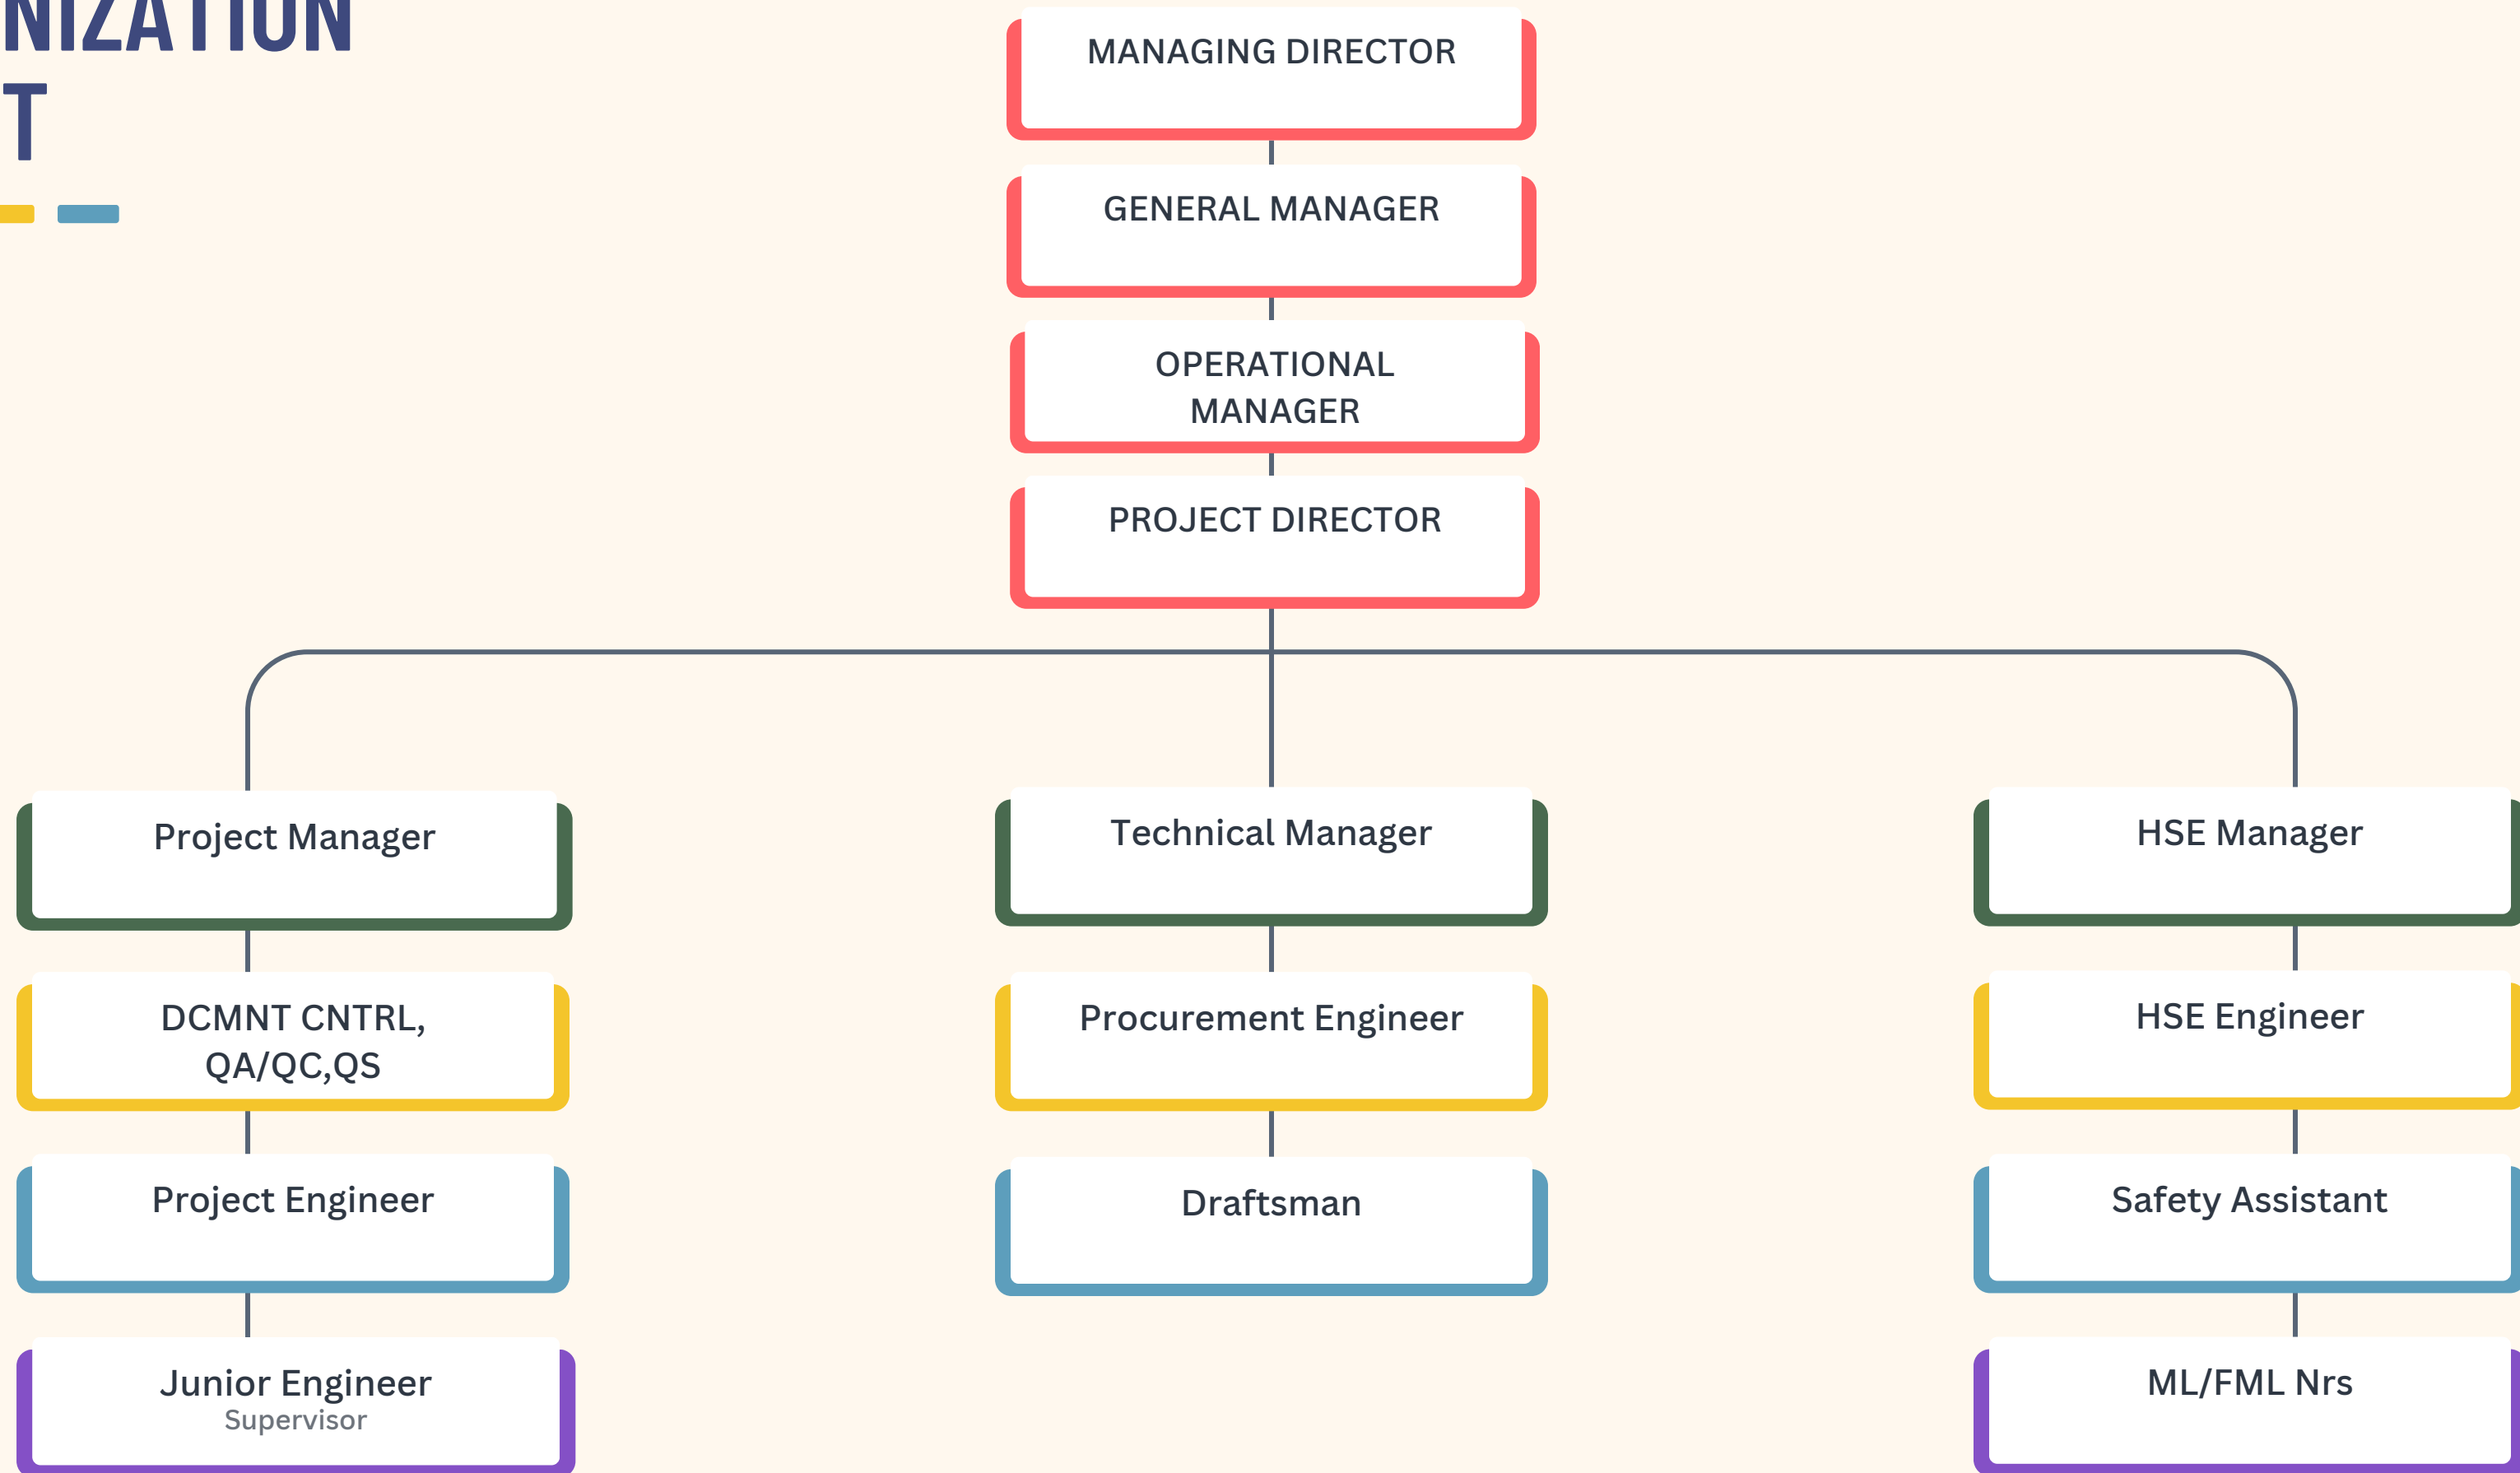 NIZATION
T
MANAGING DIRECTOR
GENERAL MANAGER
OPERATIONAL
MANAGER
PROJECT DIRECTOR
Project Manager
Technical Manager
HSE Manager
DCMNT CNTRL,
QA/QC,QS
Procurement Engineer
HSE Engineer
Project Engineer
Draftsman
Safety Assistant
Junior Engineer
Supervisor
ML/FML Nrs